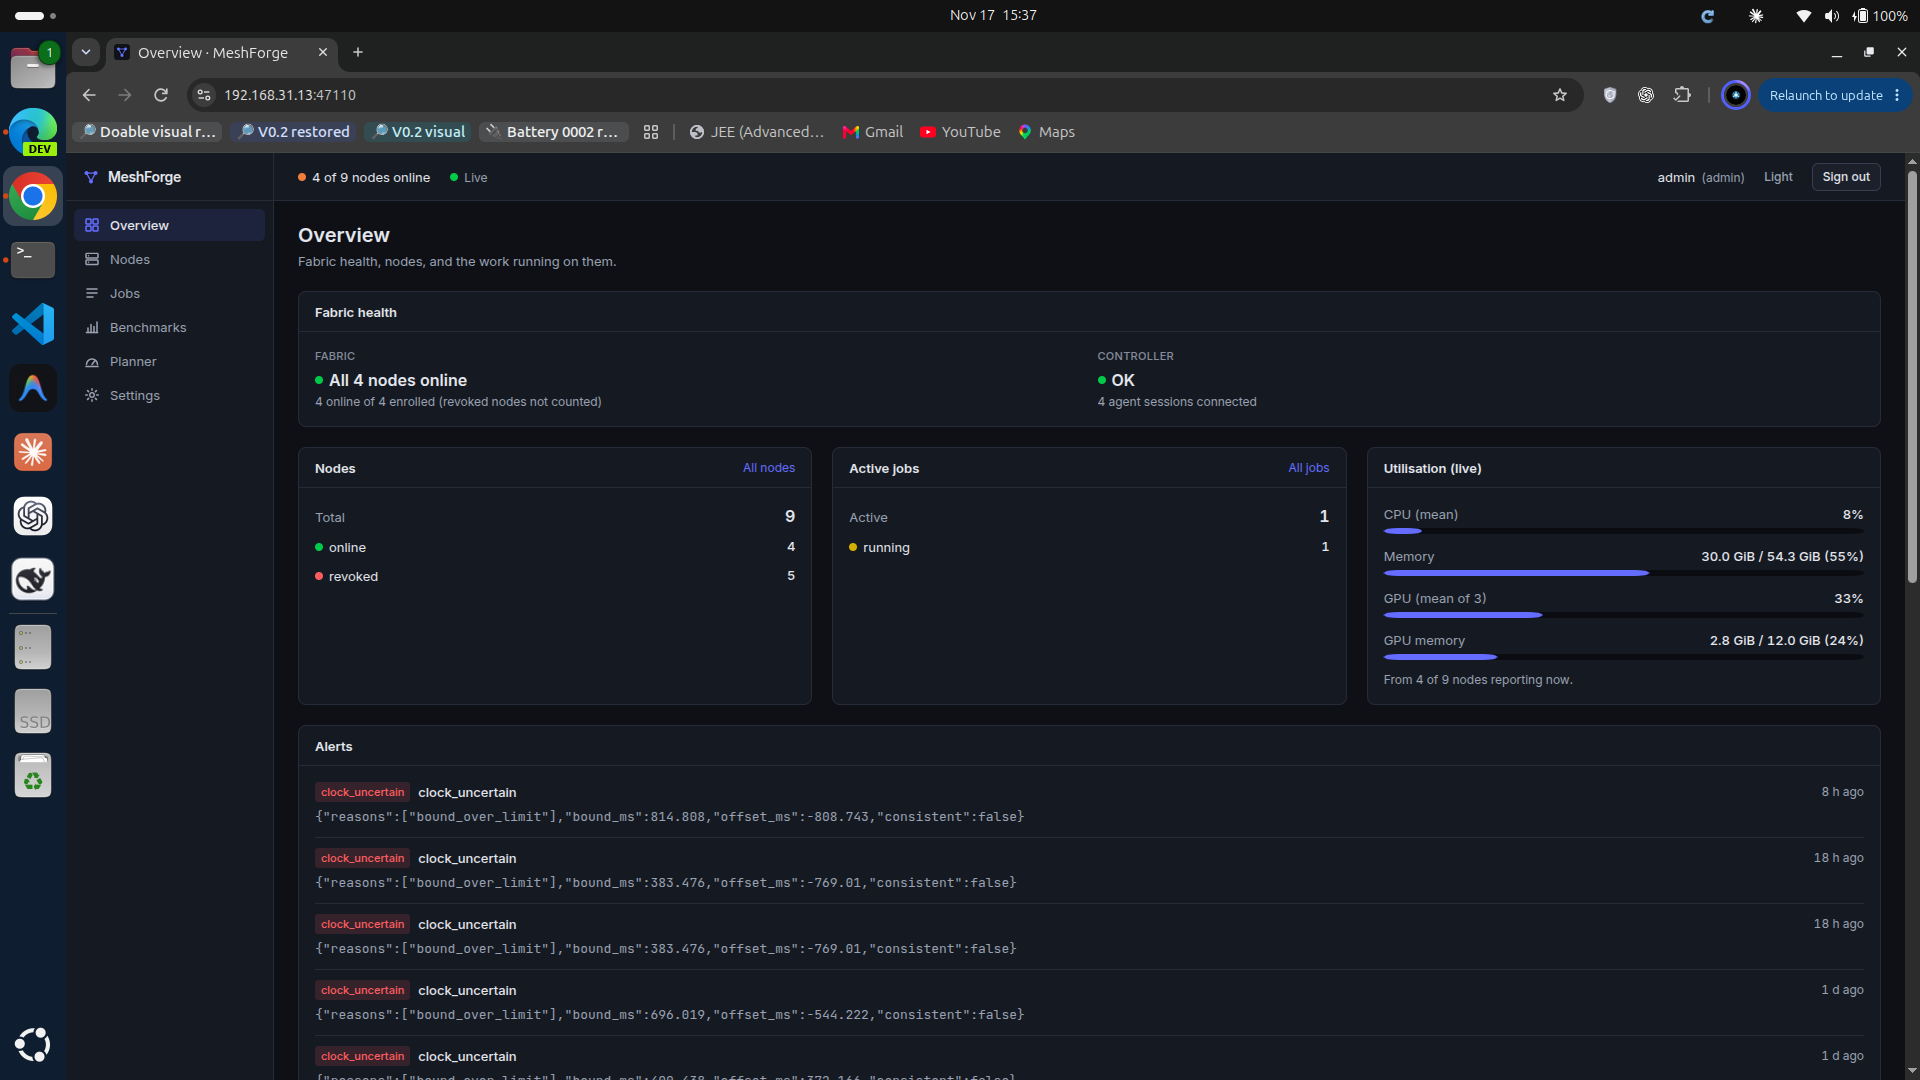 Nov 17 15:37
100%
1
Overview · MeshForge
192.168.31.13:47110
Relaunch to update
DEV
Doable visual r...
V0.2 restored
V0.2 visual
Battery 0002 r...
JEE (Advanced...
Gmail
YouTube
Maps
MeshForge
4 of 9 nodes online
Live
admin (admin)
Light
Sign out
Overview
Nodes
Jobs
Benchmarks
Planner
Settings
Overview
Fabric health, nodes, and the work running on them.
Fabric health
FABRIC
All 4 nodes online
4 online of 4 enrolled (revoked nodes not counted)
CONTROLLER
OK
4 agent sessions connected
Nodes
All nodes
Total 9
online 4
revoked 5
Active jobs
All jobs
Active 1
running 1
Utilisation (live)
CPU (mean) 8%
Memory 30.0 GiB / 54.3 GiB (55%)
GPU (mean of 3) 33%
GPU memory 2.8 GiB / 12.0 GiB (24%)
From 4 of 9 nodes reporting now.
Alerts
clock_uncertain clock_uncertain 8 h ago
{"reasons":["bound_over_limit"],"bound_ms":814.808,"offset_ms":-808.743,"consistent":false}
clock_uncertain clock_uncertain 18 h ago
{"reasons":["bound_over_limit"],"bound_ms":383.476,"offset_ms":-769.01,"consistent":false}
clock_uncertain clock_uncertain 18 h ago
{"reasons":["bound_over_limit"],"bound_ms":383.476,"offset_ms":-769.01,"consistent":false}
clock_uncertain clock_uncertain 1 d ago
{"reasons":["bound_over_limit"],"bound_ms":696.019,"offset_ms":-544.222,"consistent":false}
clock_uncertain clock_uncertain 1 d ago
SSD